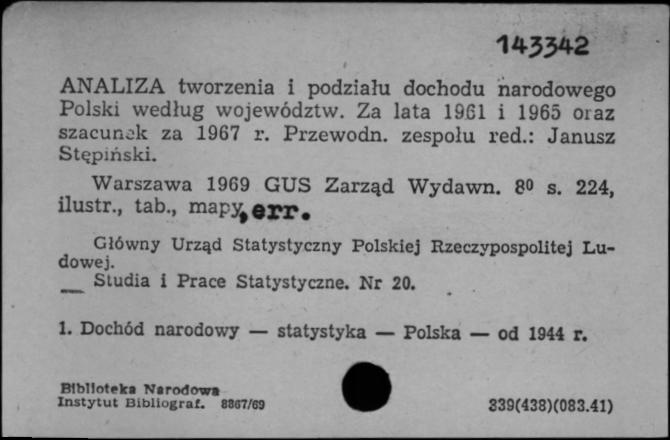 143342
ANALIZA tworzenia i podziału dochodu narodowego
Polski według województw. Za lata 1961 i 1965 oraz
szacunek za 1967 r. Przewodn. zespołu red.: Janusz
Stępiński.
Warszawa 1969 GUS Zarząd Wydawn. 8⁰ s. 224,
ilustr., tab., mapy, err.
Główny Urząd Statystyczny Polskiej Rzeczypospolitej Lu-
dowej.
__ Studia i Prace Statystyczne. Nr 20.
1. Dochód narodowy — statystyka — Polska — od 1944 r.
Biblioteka Narodowa
Instytut Bibliograf. 8867/69
339(438)(083.41)